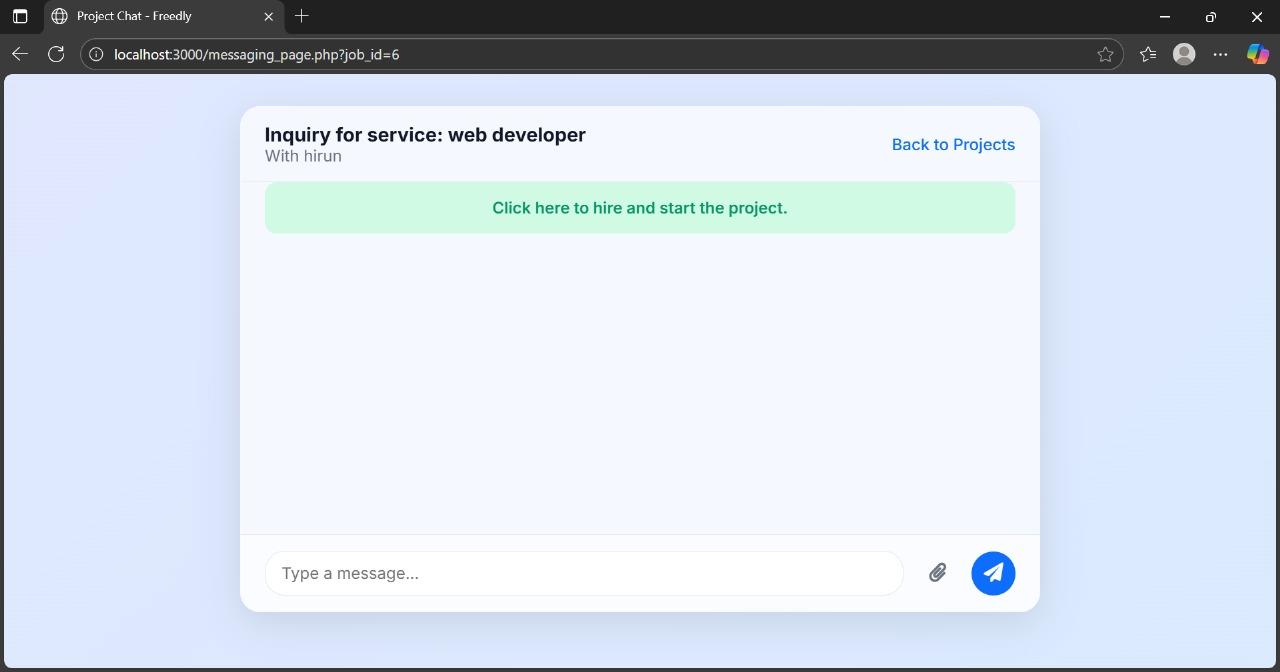 Project Chat - Freedly
localhost:3000/messaging_page.php?job_id=6
Inquiry for service: web developer
With hirun
Back to Projects
Click here to hire and start the project.
Type a message...